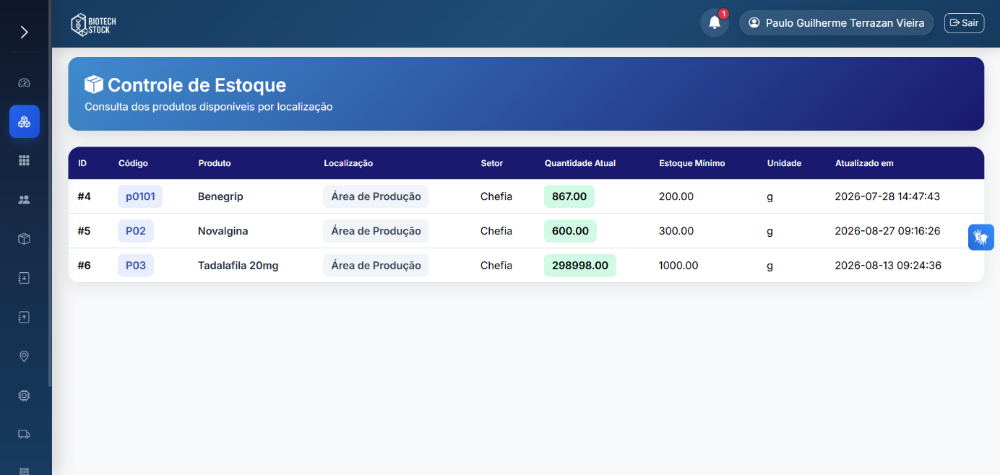 BIOTECH
STOCK
1
Paulo Guilherme Terrazan Vieira
Sair
Controle de Estoque
Consulta dos produtos disponíveis por localização
ID Código Produto Localização Setor Quantidade Atual Estoque Mínimo Unidade Atualizado em
#4 p0101 Benegrip Área de Produção Chefia 867.00 200.00 g 2026-07-28 14:47:43
#5 P02 Novalgina Área de Produção Chefia 600.00 300.00 g 2026-08-27 09:16:26
#6 P03 Tadalafila 20mg Área de Produção Chefia 298998.00 1000.00 g 2026-08-13 09:24:36